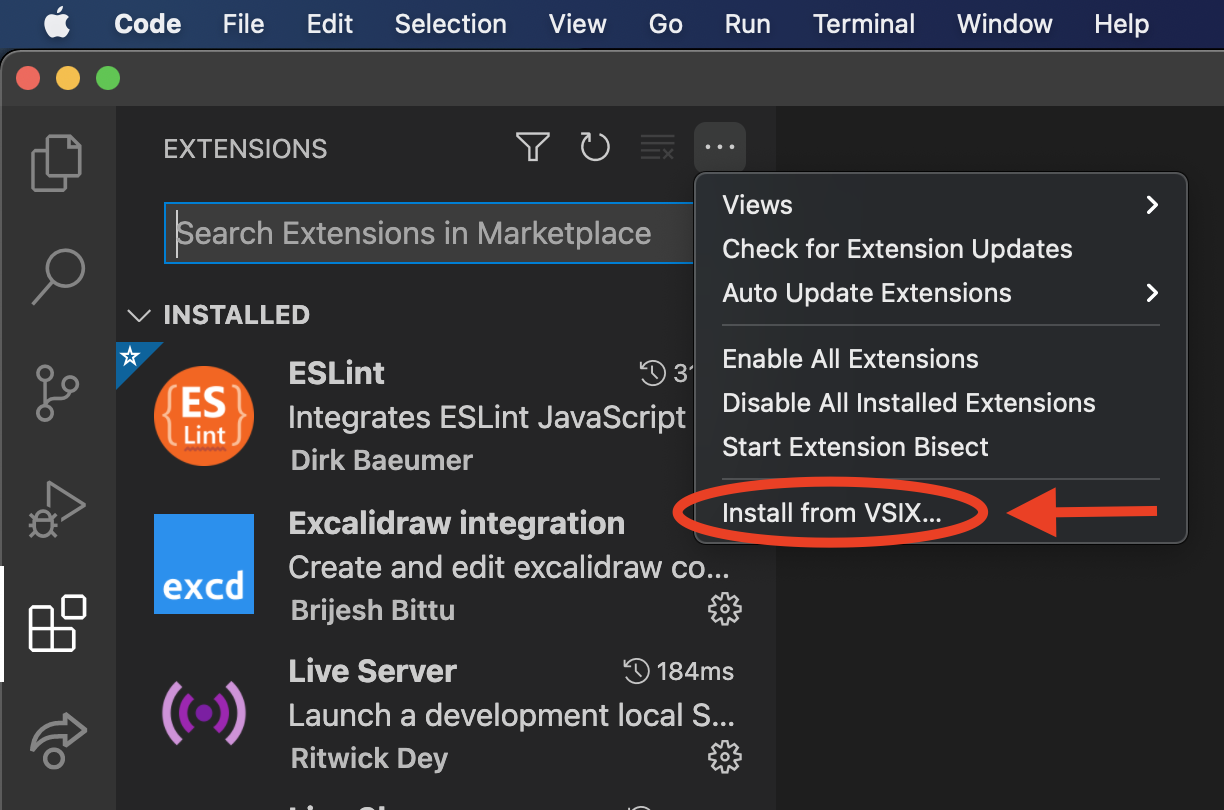 Code File Edit Selection View Go Run Terminal Window Help
EXTENSIONS
Search Extensions in Marketplace
INSTALLED
ES
Lint
ESLint
Integrates ESLint JavaScript
Dirk Baeumer
excd
Excalidraw integration
Create and edit excalidraw co...
Brijesh Bittu
Live Server 184ms
Launch a development local S...
Ritwick Dey
Views
Check for Extension Updates
Auto Update Extensions
Enable All Extensions
Disable All Installed Extensions
Start Extension Bisect
Install from VSIX...